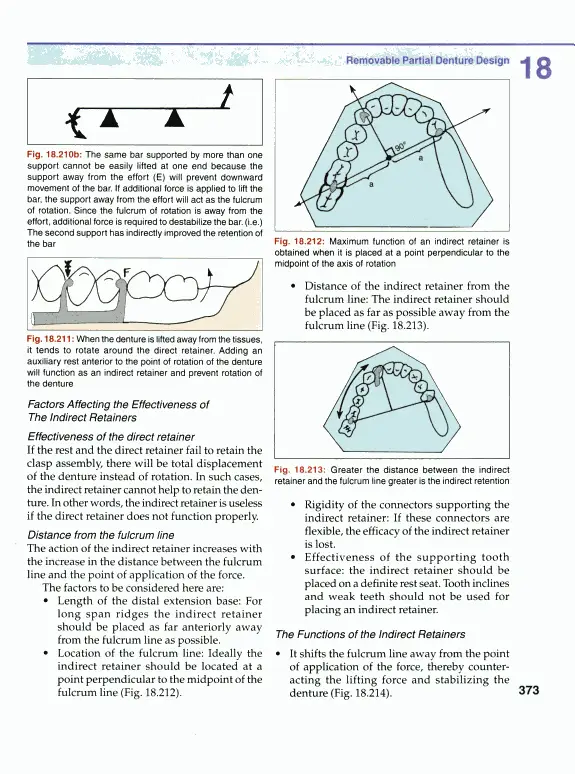 Removable Partial Denture Design
18
Fig. 18.210b: The same bar supported by more than one
support cannot be easily lifted at one end because the
support away from the effort (E) will prevent downward
movement of the bar. If additional force is applied to lift the
bar, the support away from the effort will act as the fulcrum
of rotation. Since the fulcrum of rotation is away from the
effort, additional force is required to destabilize the bar. (i.e.)
The second support has indirectly improved the retention of
the bar
F
Fig. 18.211: When the denture is lifted away from the tissues,
it tends to rotate around the direct retainer. Adding an
auxiliary rest anterior to the point of rotation of the denture
will function as an indirect retainer and prevent rotation of
the denture
Factors Affecting the Effectiveness of
The Indirect Retainers
Effectiveness of the direct retainer
If the rest and the direct retainer fail to retain the
clasp assembly, there will be total displacement
of the denture instead of rotation. In such cases,
the indirect retainer cannot help to retain the den-
ture. In other words, the indirect retainer is useless
if the direct retainer does not function properly.
Distance from the fulcrum line
The action of the indirect retainer increases with
the increase in the distance between the fulcrum
line and the point of application of the force.
The factors to be considered here are:
• Length of the distal extension base: For
long span ridges the indirect retainer
should be placed as far anteriorly away
from the fulcrum line as possible.
• Location of the fulcrum line: Ideally the
indirect retainer should be located at a
point perpendicular to the midpoint of the
fulcrum line (Fig. 18.212).
90°
a
a
Fig. 18.212: Maximum function of an indirect retainer is
obtained when it is placed at a point perpendicular to the
midpoint of the axis of rotation
• Distance of the indirect retainer from the
fulcrum line: The indirect retainer should
be placed as far as possible away from the
fulcrum line (Fig. 18.213).
Fig. 18.213: Greater the distance between the indirect
retainer and the fulcrum line greater is the indirect retention
• Rigidity of the connectors supporting the
indirect retainer: If these connectors are
flexible, the efficacy of the indirect retainer
is lost.
• Effectiveness of the supporting tooth
surface: the indirect retainer should be
placed on a definite rest seat. Tooth inclines
and weak teeth should not be used for
placing an indirect retainer.
The Functions of the Indirect Retainers
• It shifts the fulcrum line away from the point
of application of the force, thereby counter-
acting the lifting force and stabilizing the
denture (Fig. 18.214).
373